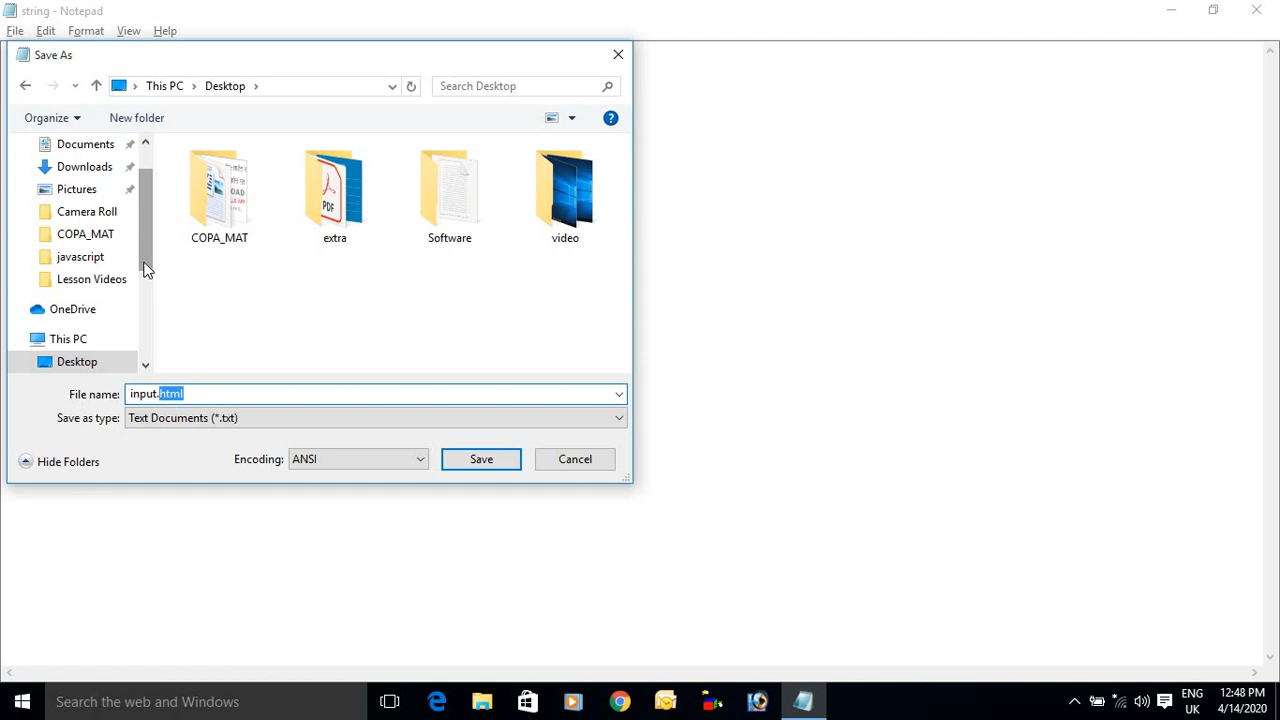 string - Notepad
File Edit Format View Help
Save As
This PC Desktop Search Desktop
Organize New folder
Documents
Downloads
Pictures
Camera Roll
COPA_MAT
javascript
Lesson Videos
OneDrive
This PC
Desktop
PDF
COPA_MAT extra Software video
File name: input.html
Save as type: Text Documents (*.txt)
Hide Folders Encoding: ANSI Save Cancel
Search the web and Windows
ENG 12:48 PM
UK 4/14/2020